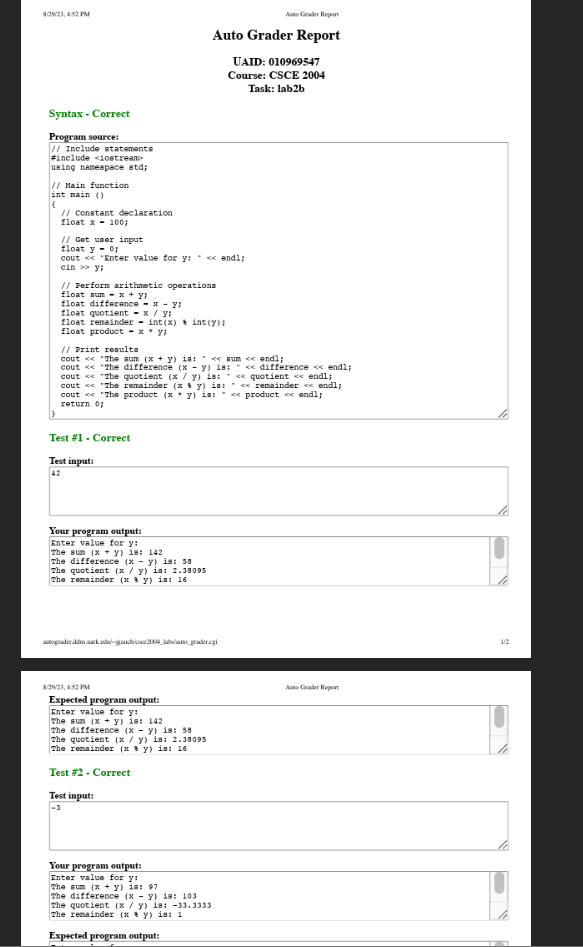 8/29/23, 4:52 PM Auto Grader Report
Auto Grader Report
UAID: 010969547
Course: CSCE 2004
Task: lab2b
Syntax - Correct
Program source:
// Include statements
#include <iostream>
using namespace std;
// Main function
int main ()
{
// Constant declaration
float x = 100;
// Get user input
float y = 0;
cout << "Enter value for y: " << endl;
cin >> y;
// Perform arithmetic operations
float sum = x + y;
float difference = x - y;
float quotient = x / y;
float remainder = int(x) % int(y);
float product = x * y;
// Print results
cout << "The sum (x + y) is: " << sum << endl;
cout << "The difference (x - y) is: " << difference << endl;
cout << "The quotient (x / y) is: " << quotient << endl;
cout << "The remainder (x % y) is: " << remainder << endl;
cout << "The product (x * y) is: " << product << endl;
return 0;
}
Test #1 - Correct
Test input:
42
Your program output:
Enter value for y:
The sum (x + y) is: 142
The difference (x - y) is: 58
The quotient (x / y) is: 2.38095
The remainder (x % y) is: 16
autograder.ddns.uark.edu/~jgauch/csce2004_labs/auto_grader.cgi 1/2
8/29/23, 4:52 PM Auto Grader Report
Expected program output:
Enter value for y:
The sum (x + y) is: 142
The difference (x - y) is: 58
The quotient (x / y) is: 2.38095
The remainder (x % y) is: 16
Test #2 - Correct
Test input:
-3
Your program output:
Enter value for y:
The sum (x + y) is: 97
The difference (x - y) is: 103
The quotient (x / y) is: -33.3333
The remainder (x % y) is: 1
Expected program output: